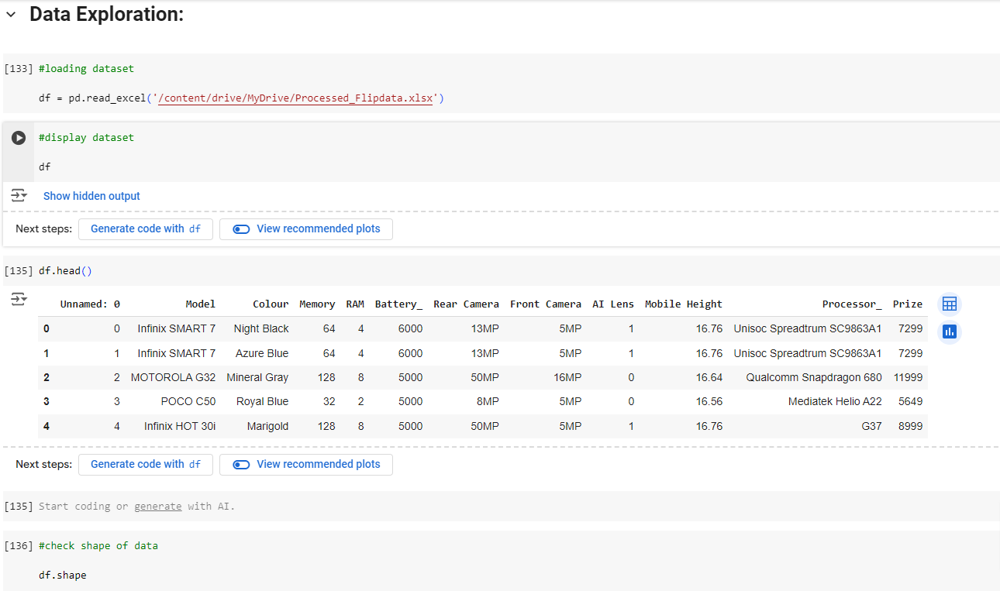 Data Exploration:
[133] #loading dataset
df = pd.read_excel('/content/drive/MyDrive/Processed_Flipdata.xlsx')
#display dataset
df
Show hidden output
Next steps: Generate code with df View recommended plots
[135] df.head()
Unnamed: 0 Model Colour Memory RAM Battery_ Rear Camera Front Camera AI Lens Mobile Height Processor_ Prize
0 0 Infinix SMART 7 Night Black 64 4 6000 13MP 5MP 1 16.76 Unisoc Spreadtrum SC9863A1 7299
1 1 Infinix SMART 7 Azure Blue 64 4 6000 13MP 5MP 1 16.76 Unisoc Spreadtrum SC9863A1 7299
2 2 MOTOROLA G32 Mineral Gray 128 8 5000 50MP 16MP 0 16.64 Qualcomm Snapdragon 680 11999
3 3 POCO C50 Royal Blue 32 2 5000 8MP 5MP 0 16.56 Mediatek Helio A22 5649
4 4 Infinix HOT 30i Marigold 128 8 5000 50MP 5MP 1 16.76 G37 8999
Next steps: Generate code with df View recommended plots
[135] Start coding or generate with AI.
[136] #check shape of data
df.shape